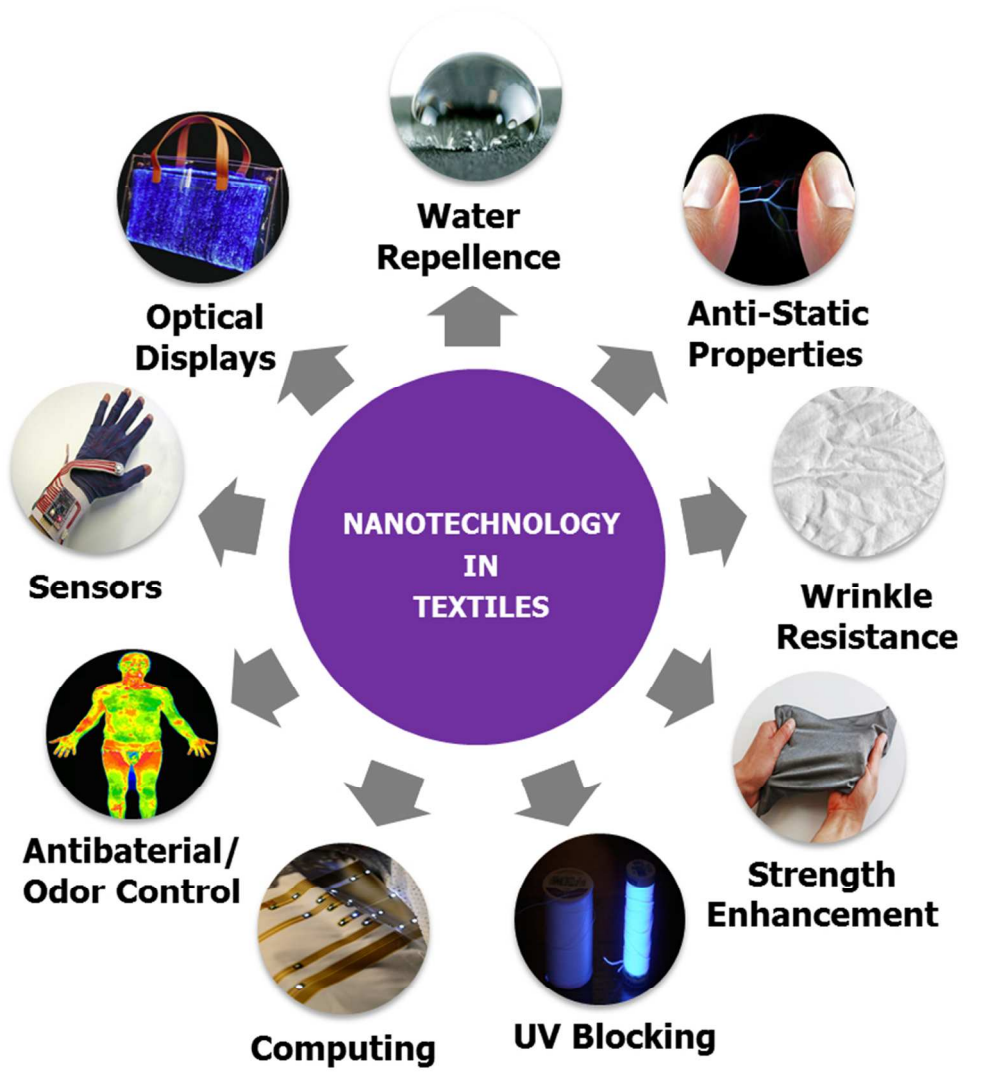 Water
Repellence
Anti-Static
Properties
Wrinkle
Resistance
Strength
Enhancement
UV Blocking
Computing
Antibaterial/
Odor Control
Sensors
Optical
Displays
NANOTECHNOLOGY
IN
TEXTILES